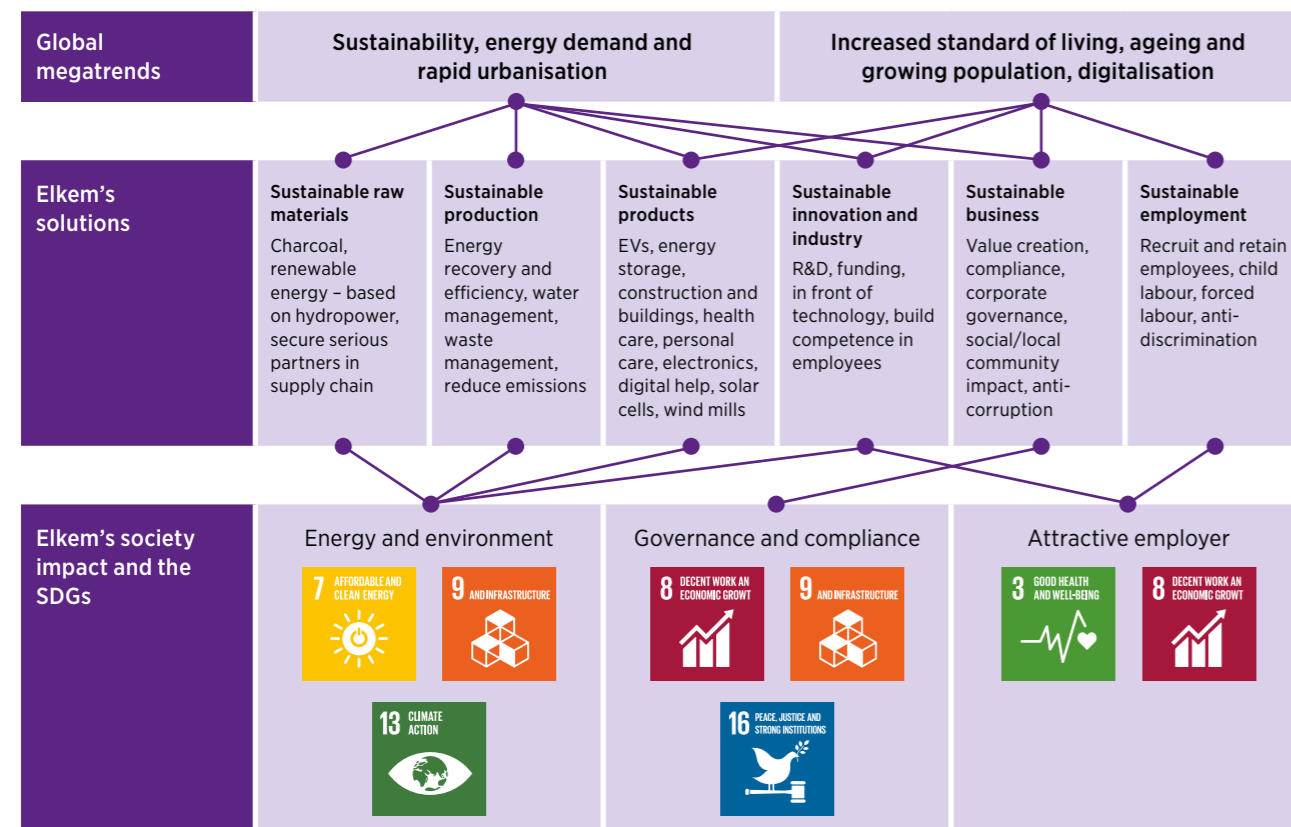 Global
megatrends
Sustainability, energy demand and
rapid urbanisation
Increased standard of living, ageing and
growing population, digitalisation
Elkem's
solutions
Sustainable raw
materials
Charcoal,
renewable
energy – based
on hydropower,
secure serious
partners in
supply chain
Sustainable
production
Energy
recovery and
efficiency, water
management,
waste
management,
reduce emissions
Sustainable
products
EVs, energy
storage,
construction and
buildings, health
care, personal
care, electronics,
digital help, solar
cells, wind mills
Sustainable
innovation and
industry
R&D, funding,
in front of
technology, build
competence in
employees
Sustainable
business
Value creation,
compliance,
corporate
governance,
social/local
community
impact, anti-
corruption
Sustainable
employment
Recruit and retain
employees, child
labour, forced
labour, anti-
discrimination
Elkem's society
impact and the
SDGs
Energy and environment
7 AFFORDABLE AND
CLEAN ENERGY
9 AND INFRASTRUCTURE
13 CLIMATE
ACTION
Governance and compliance
8 DECENT WORK AN
ECONOMIC GROWT
9 AND INFRASTRUCTURE
16 PEACE, JUSTICE AND
STRONG INSTITUTIONS
Attractive employer
3 GOOD HEALTH
AND WELL-BEING
8 DECENT WORK AN
ECONOMIC GROWT